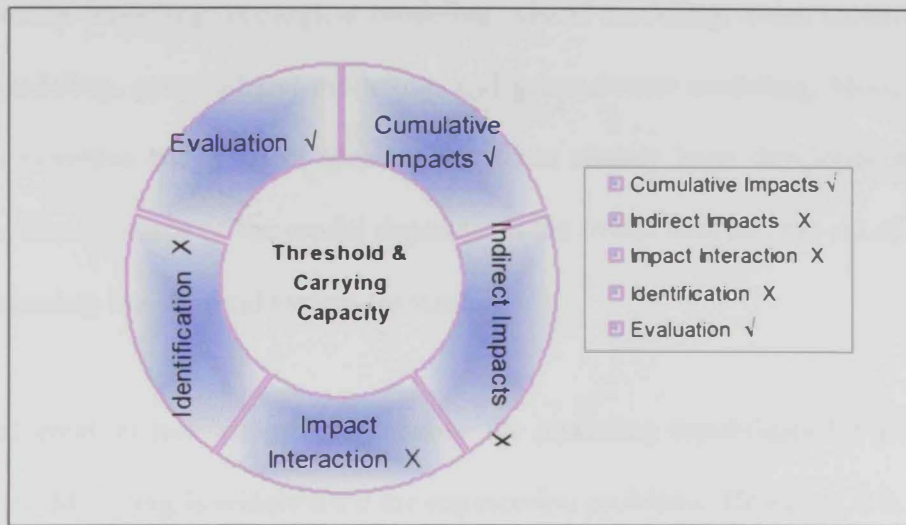 Evaluation √
Cumulative
Impacts √
Indirect Impacts X
Impact
Interaction X
Identification X
Threshold &
Carrying
Capacity
Cumulative Impacts √
Indirect Impacts X
Impact Interaction X
Identification X
Evaluation √